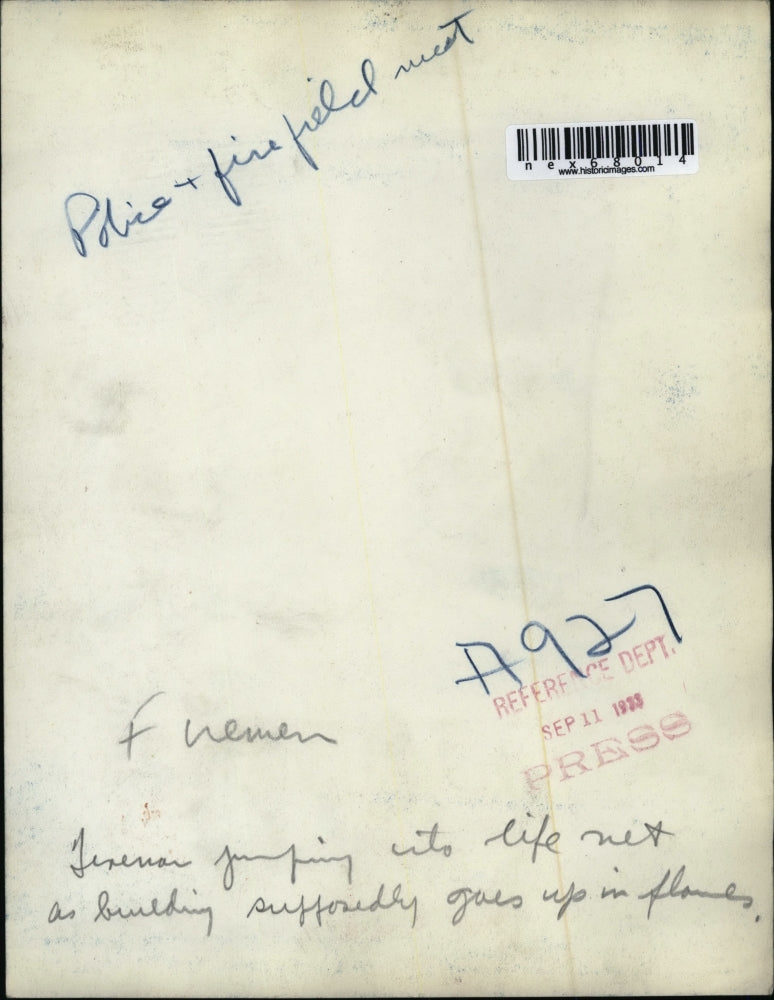 Police + fire field meet
nex68014
www.historicimages.com
A927
REFERENCE DEPT.
SEP 11 1933
PRESS
Firemen
Fireman jumping into life net
as building supposedly goes up in flames.